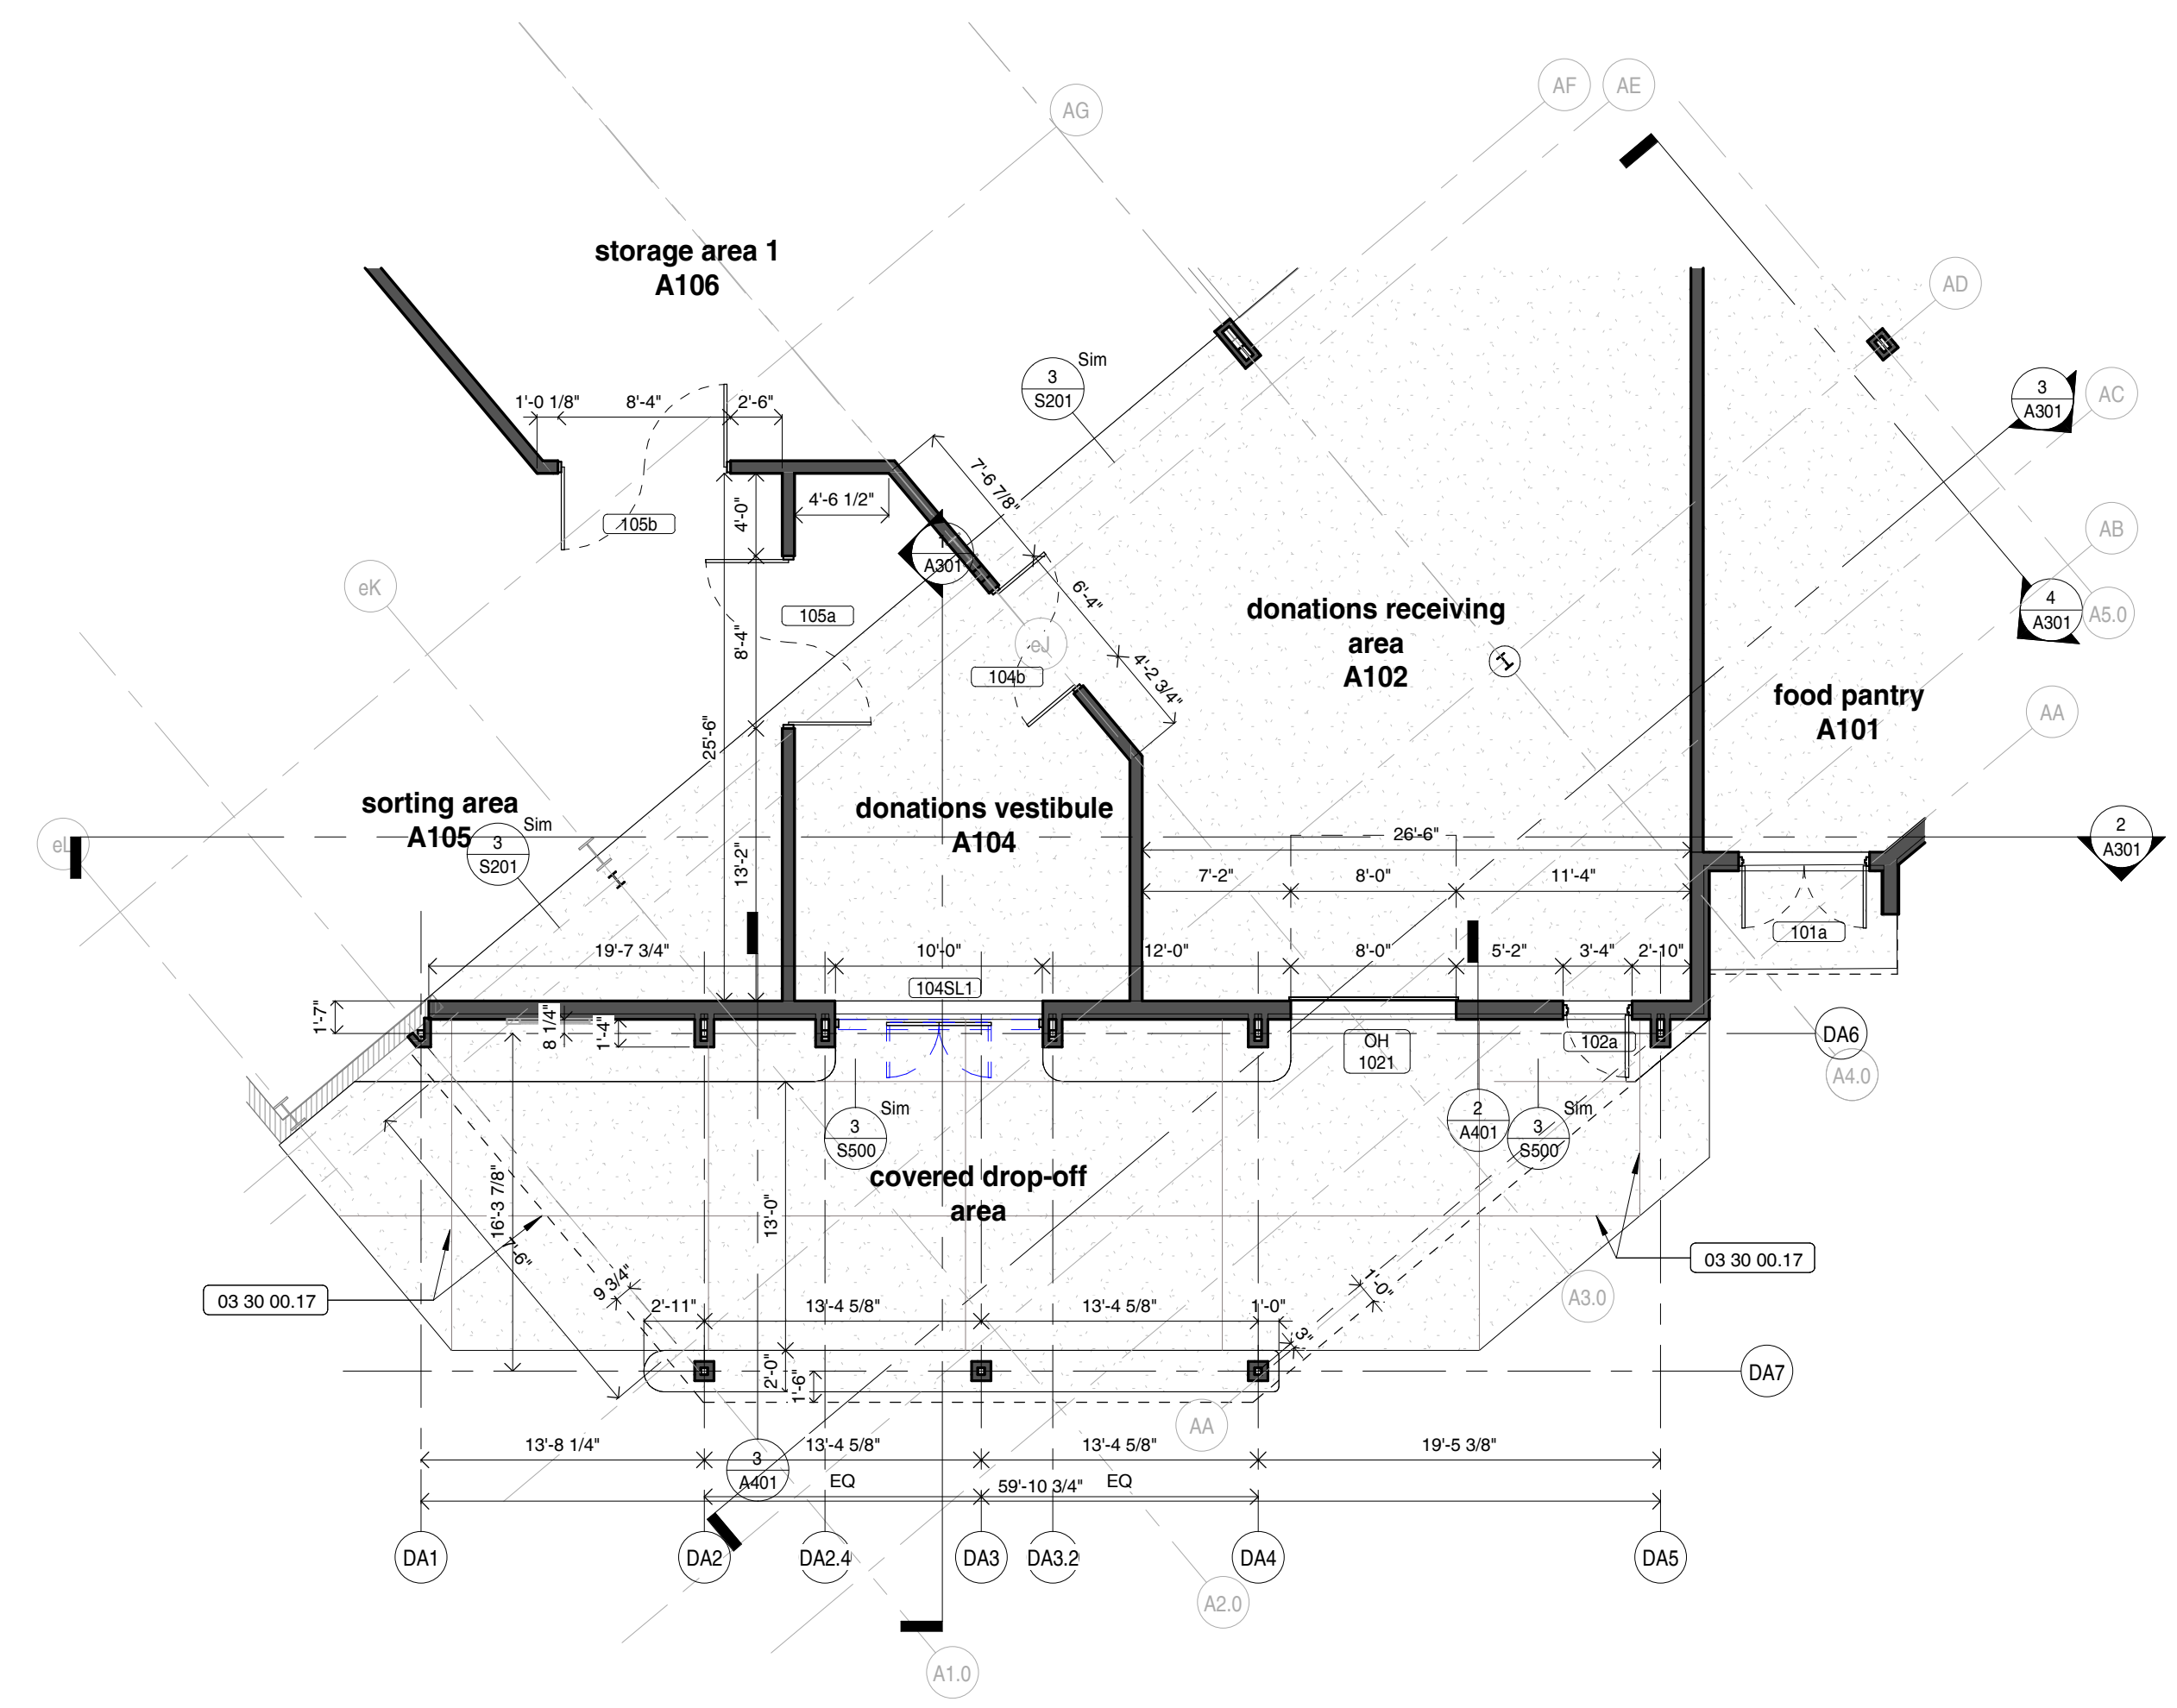 AF
AE
AG
storage area 1
A106
AD
Sim
3
S201
3
A301
AC
1'-0 1/8"
8'-4"
2'-6"
7'-6 7/8"
4'-6 1/2"
4'-0"
105b
AB
A301
eK
6'-4"
donations receiving
area
A102
4
A301
A5.0
105a
8'-4"
eJ
104b
4'-2 3/4"
food pantry
A101
AA
25'-6"
sorting area
A105
Sim
3
S201
donations vestibule
A104
eL
26'-6"
2
A301
13'-2"
7'-2"
8'-0"
11'-4"
101a
19'-7 3/4"
10'-0"
12'-0"
8'-0"
5'-2"
3'-4"
2'-10"
104SL1
1'-7"
8 1/4"
1'-4"
OH
1021
102a
DA6
A4.0
Sim
3
S500
2
A401
Sim
3
S500
covered drop-off
area
16'-3 7/8"
7'-6"
13'-0"
03 30 00.17
03 30 00.17
9 3/4"
1'-0"
A3.0
2'-11"
13'-4 5/8"
13'-4 5/8"
1'-0"
3"
2'-0"
1'-6"
DA7
AA
13'-8 1/4"
13'-4 5/8"
13'-4 5/8"
19'-5 3/8"
3
A401
EQ
EQ
59'-10 3/4"
DA1
DA2
DA2.4
DA3
DA3.2
DA4
DA5
A2.0
A1.0